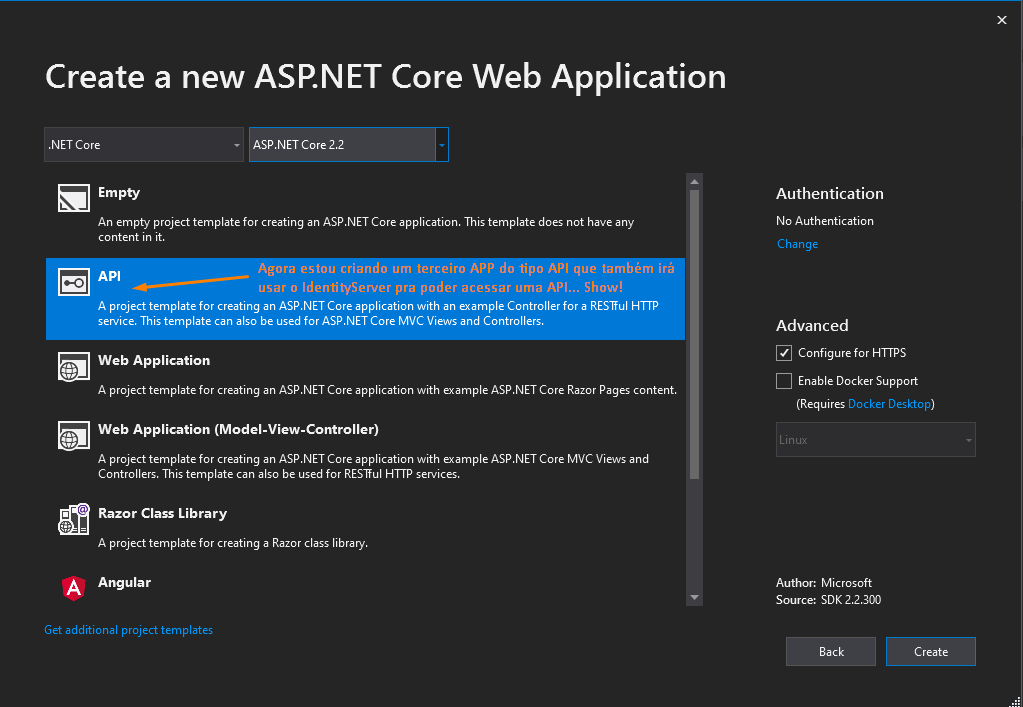 Create a new ASP.NET Core Web Application
.NET Core
ASP.NET Core 2.2
Empty
An empty project template for creating an ASP.NET Core application. This template does not have any
content in it.
API
Agora estou criando um terceiro APP do tipo API que também irá
usar o IdentityServer pra poder acessar uma API... Show!
A project template for creating an ASP.NET Core application with an example Controller for a RESTful HTTP
service. This template can also be used for ASP.NET Core MVC Views and Controllers.
Web Application
A project template for creating an ASP.NET Core application with example ASP.NET Core Razor Pages content.
Web Application (Model-View-Controller)
A project template for creating an ASP.NET Core application with example ASP.NET Core MVC Views and
Controllers. This template can also be used for RESTful HTTP services.
Razor Class Library
A project template for creating a Razor class library.
Angular
Get additional project templates
Authentication
No Authentication
Change
Advanced
Configure for HTTPS
Enable Docker Support
(Requires Docker Desktop)
Linux
Author: Microsoft
Source: SDK 2.2.300
Back
Create